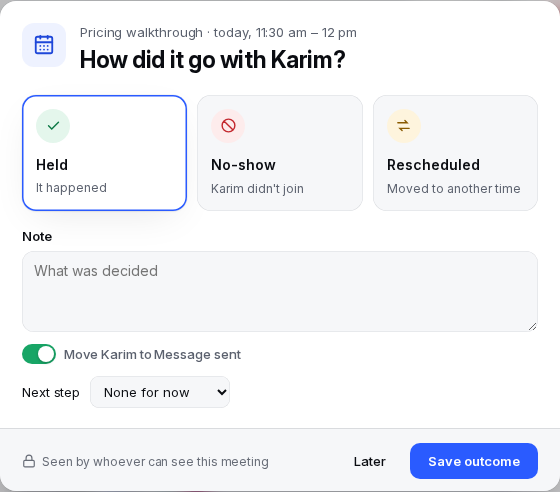 Pricing walkthrough · today, 11:30 am – 12 pm
How did it go with Karim?
Held
It happened
No-show
Karim didn't join
Rescheduled
Moved to another time
Note
What was decided
Move Karim to Message sent
Next step
None for now
Seen by whoever can see this meeting
Later
Save outcome